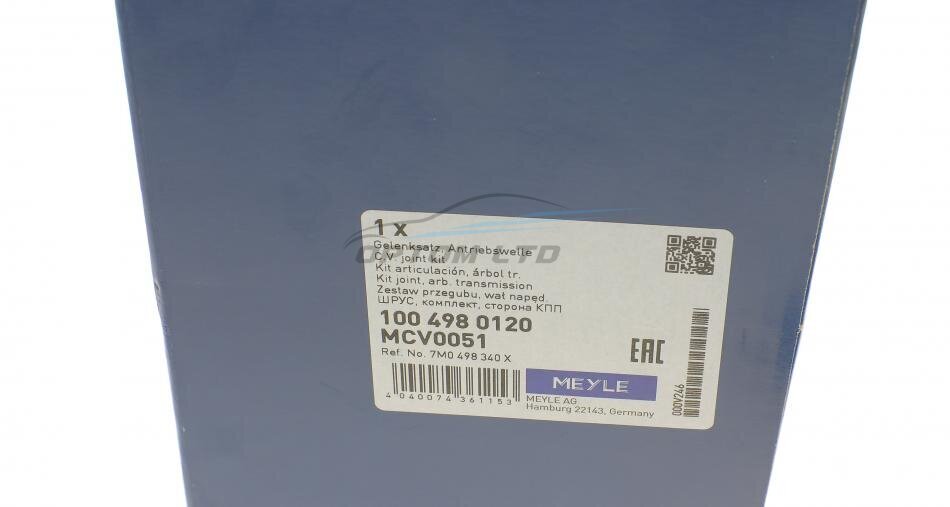 1 x
Gelenksatz, Antriebswelle
C.V. joint kit
Kit articulación, árbol tr.
Kit joint, arb. transmission
Zestaw przegubu, wał napęd.
ШРУС, комплект, сторона КПП
100 498 0120
MCV0051
Ref. No. 7M0 498 340 X
4 040074 361153
EAC
MEYLE
MEYLE AG
Hamburg 22143, Germany
000V246
OPTOM LTD